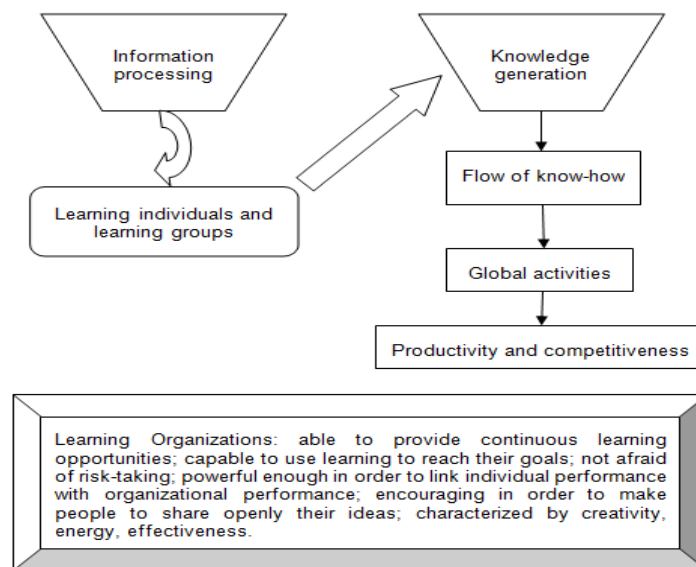 Information
processing
Knowledge
generation
Learning individuals and
learning groups
Flow of know-how
Global activities
Productivity and competitiveness
Learning Organizations: able to provide continuous learning
opportunities; capable to use learning to reach their goals; not afraid
of risk-taking; powerful enough in order to link individual performance
with organizational performance; encouraging in order to make
people to share openly their ideas; characterized by creativity,
energy, effectiveness.